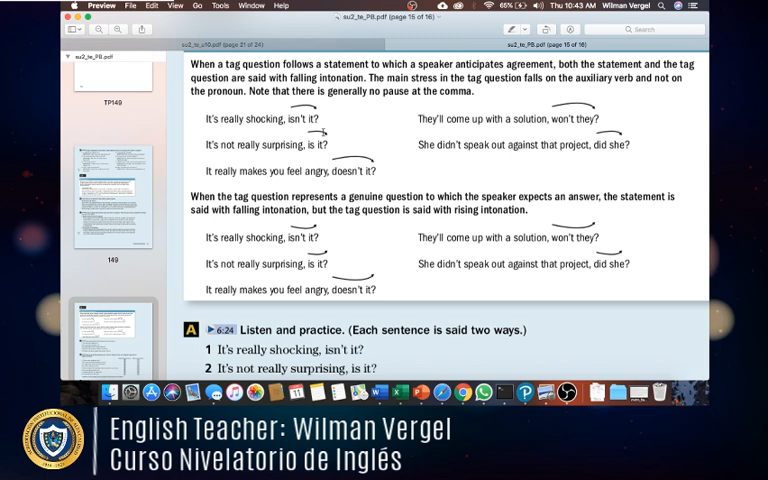 Preview File Edit View Go Tools Window Help 65% Thu 10:43 AM Wilman Vergel
su2_te_PB.pdf (page 15 of 16)
Search
su2_te_u10.pdf (page 21 of 24) su2_te_PB.pdf (page 15 of 16)
su2_te_PB.pdf
TP149
149
When a tag question follows a statement to which a speaker anticipates agreement, both the statement and the tag
question are said with falling intonation. The main stress in the tag question falls on the auxiliary verb and not on
the pronoun. Note that there is generally no pause at the comma.
It's really shocking, isn't it? They'll come up with a solution, won't they?
It's not really surprising, is it? She didn't speak out against that project, did she?
It really makes you feel angry, doesn't it?
When the tag question represents a genuine question to which the speaker expects an answer, the statement is
said with falling intonation, but the tag question is said with rising intonation.
It's really shocking, isn't it? They'll come up with a solution, won't they?
It's not really surprising, is it? She didn't speak out against that project, did she?
It really makes you feel angry, doesn't it?
A 6:24 Listen and practice. (Each sentence is said two ways.)
1 It's really shocking, isn't it?
2 It's not really surprising, is it?
English Teacher: Wilman Vergel
Curso Nivelatorio de Inglés